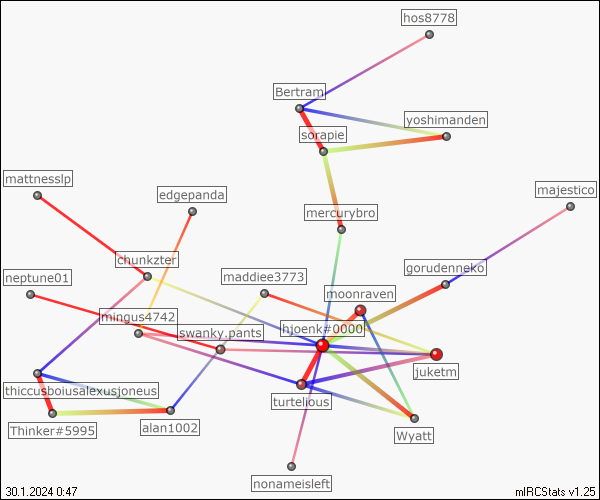 hos8778
Bertram
yoshimanden
sorapie
mattnesslp
edgepanda
majestico
mercurybro
chunkzter
gorudenneko
neptune01
maddiee3773
moonraven
mingus4742
swanky.pants
hjoenk#0000
juketm
thiccusboiusalexusjoneus
turtelious
Thinker#5995
alan1002
Wyatt
nonameisleft
30.1.2024 0:47
mIRCStats v1.25